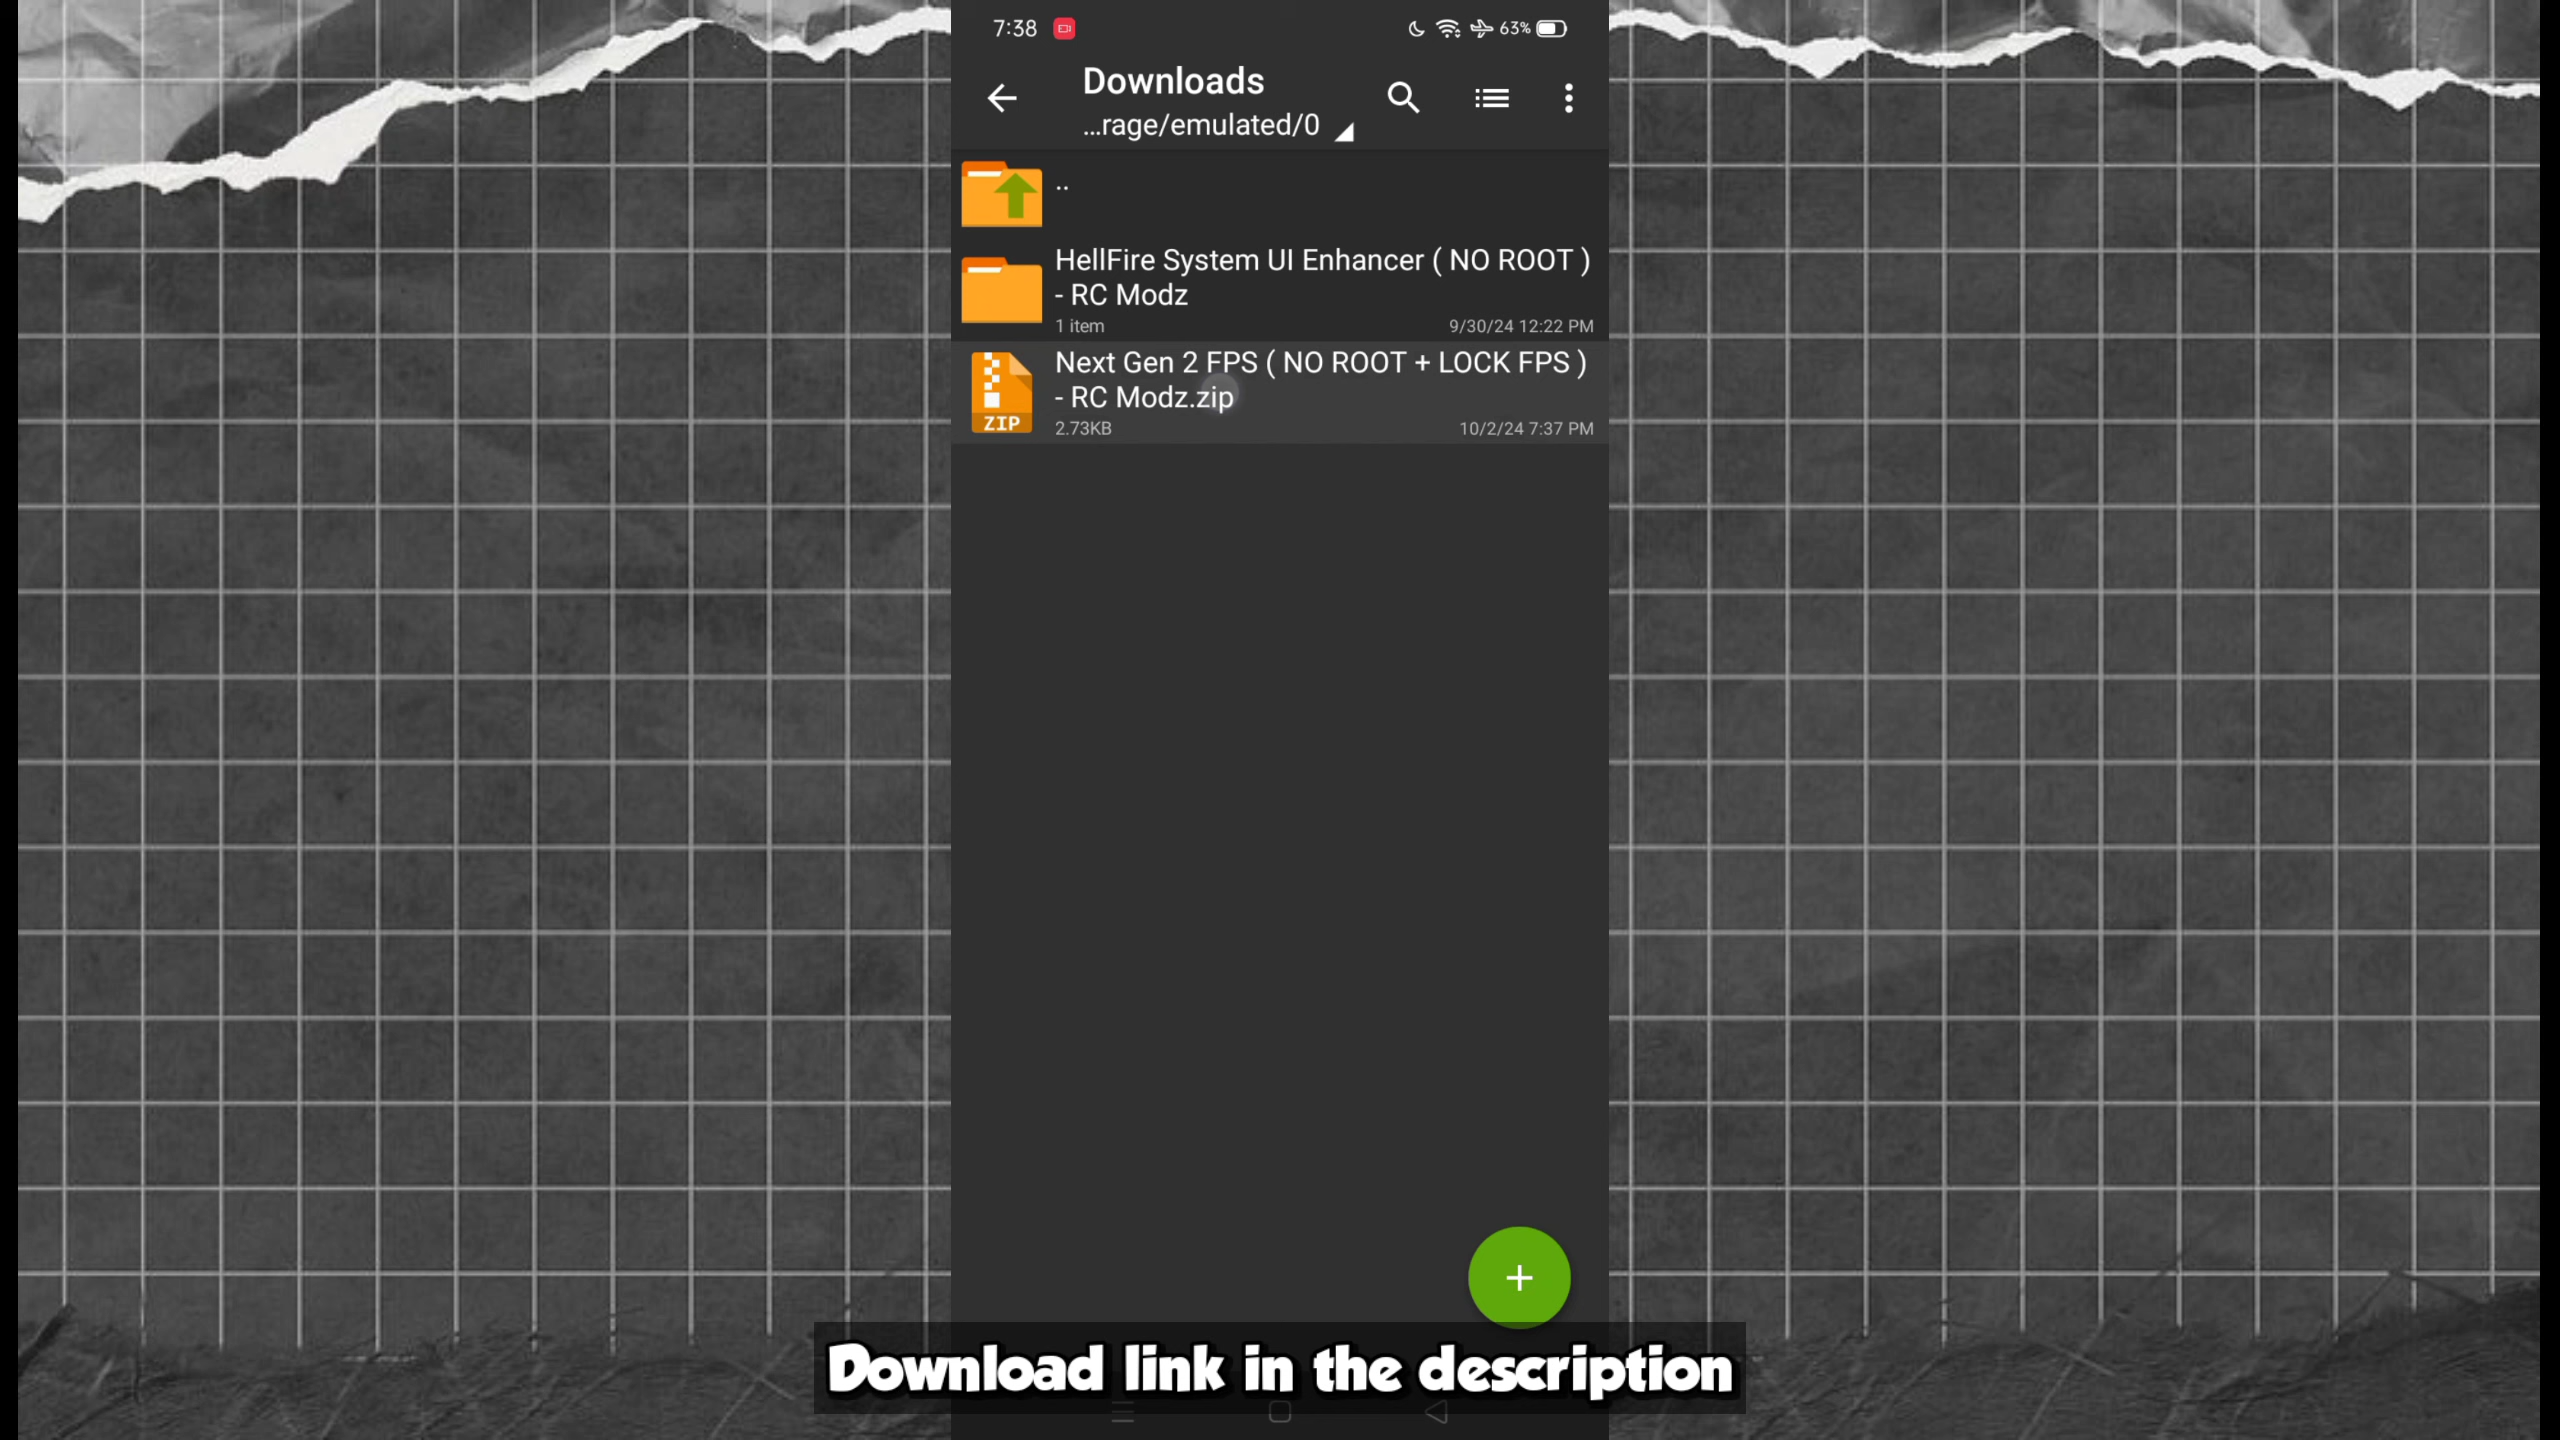 7:38
63%
Downloads
...rage/emulated/0
..
HellFire System UI Enhancer ( NO ROOT )
- RC Modz
1 item
9/30/24 12:22 PM
Next Gen 2 FPS ( NO ROOT + LOCK FPS )
- RC Modz.zip
ZIP
2.73KB
10/2/24 7:37 PM
Download link in the description